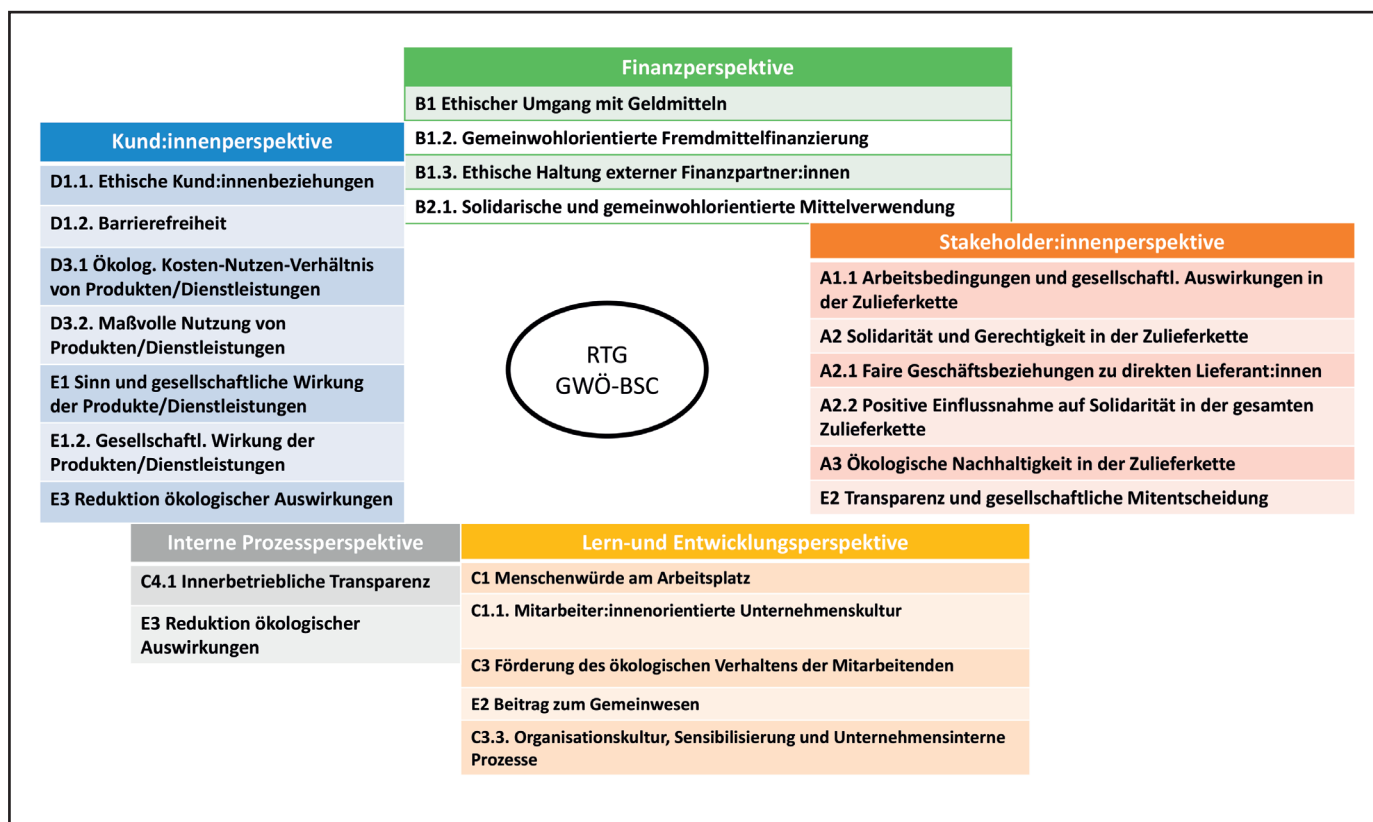 Finanzperspektive
B1 Ethischer Umgang mit Geldmitteln
B1.2. Gemeinwohlorientierte Fremdmittelfinanzierung
B1.3. Ethische Haltung externer Finanzpartner:innen
B2.1. Solidarische und gemeinwohlorientierte Mittelverwendung
Kund:innenperspektive
D1.1. Ethische Kund:innenbeziehungen
D1.2. Barrierefreiheit
D3.1 Ökolog. Kosten-Nutzen-Verhältnis
von Produkten/Dienstleistungen
D3.2. Maßvolle Nutzung von
Produkten/Dienstleistungen
E1 Sinn und gesellschaftliche Wirkung
der Produkte/Dienstleistungen
E1.2. Gesellschaftl. Wirkung der
Produkten/Dienstleistungen
E3 Reduktion ökologischer Auswirkungen
RTG
GWÖ-BSC
Stakeholder:innenperspektive
A1.1 Arbeitsbedingungen und gesellschaftl. Auswirkungen in
der Zulieferkette
A2 Solidarität und Gerechtigkeit in der Zulieferkette
A2.1 Faire Geschäftsbeziehungen zu direkten Lieferant:innen
A2.2 Positive Einflussnahme auf Solidarität in der gesamten
Zulieferkette
A3 Ökologische Nachhaltigkeit in der Zulieferkette
E2 Transparenz und gesellschaftliche Mitentscheidung
Interne Prozessperspektive
C4.1 Innerbetriebliche Transparenz
E3 Reduktion ökologischer
Auswirkungen
Lern-und Entwicklungsperspektive
C1 Menschenwürde am Arbeitsplatz
C1.1. Mitarbeiter:innenorientierte Unternehmenskultur
C3 Förderung des ökologischen Verhaltens der Mitarbeitenden
E2 Beitrag zum Gemeinwesen
C3.3. Organisationskultur, Sensibilisierung und Unternehmensinterne
Prozesse